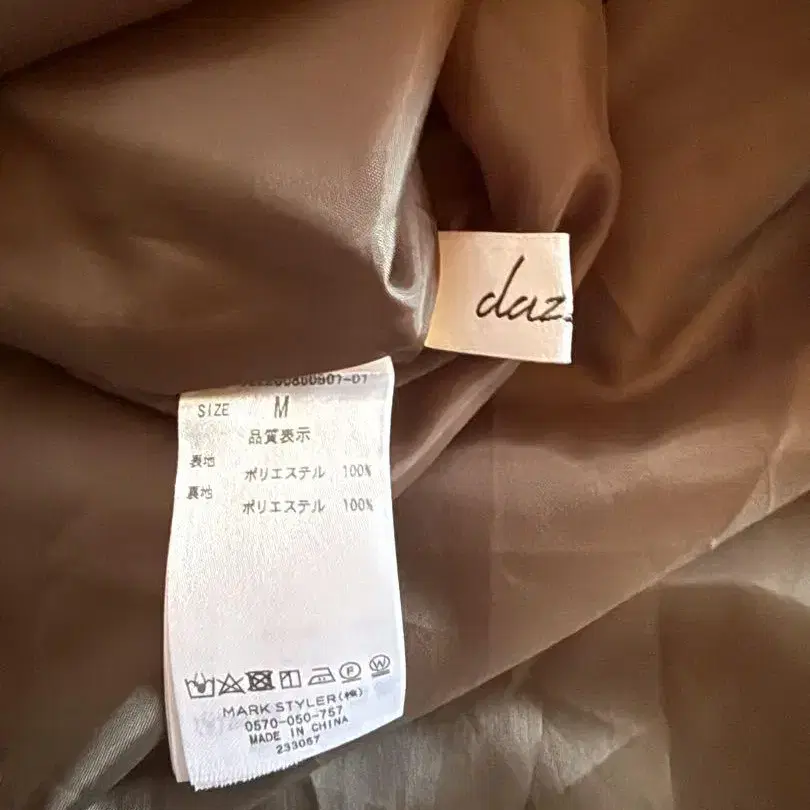 daz
SIZE M
品質表示
表地 ポリエステル 100%
裏地 ポリエステル 100%
F W
MARK STYLER(株)
0570-050-757
MADE IN CHINA
233067